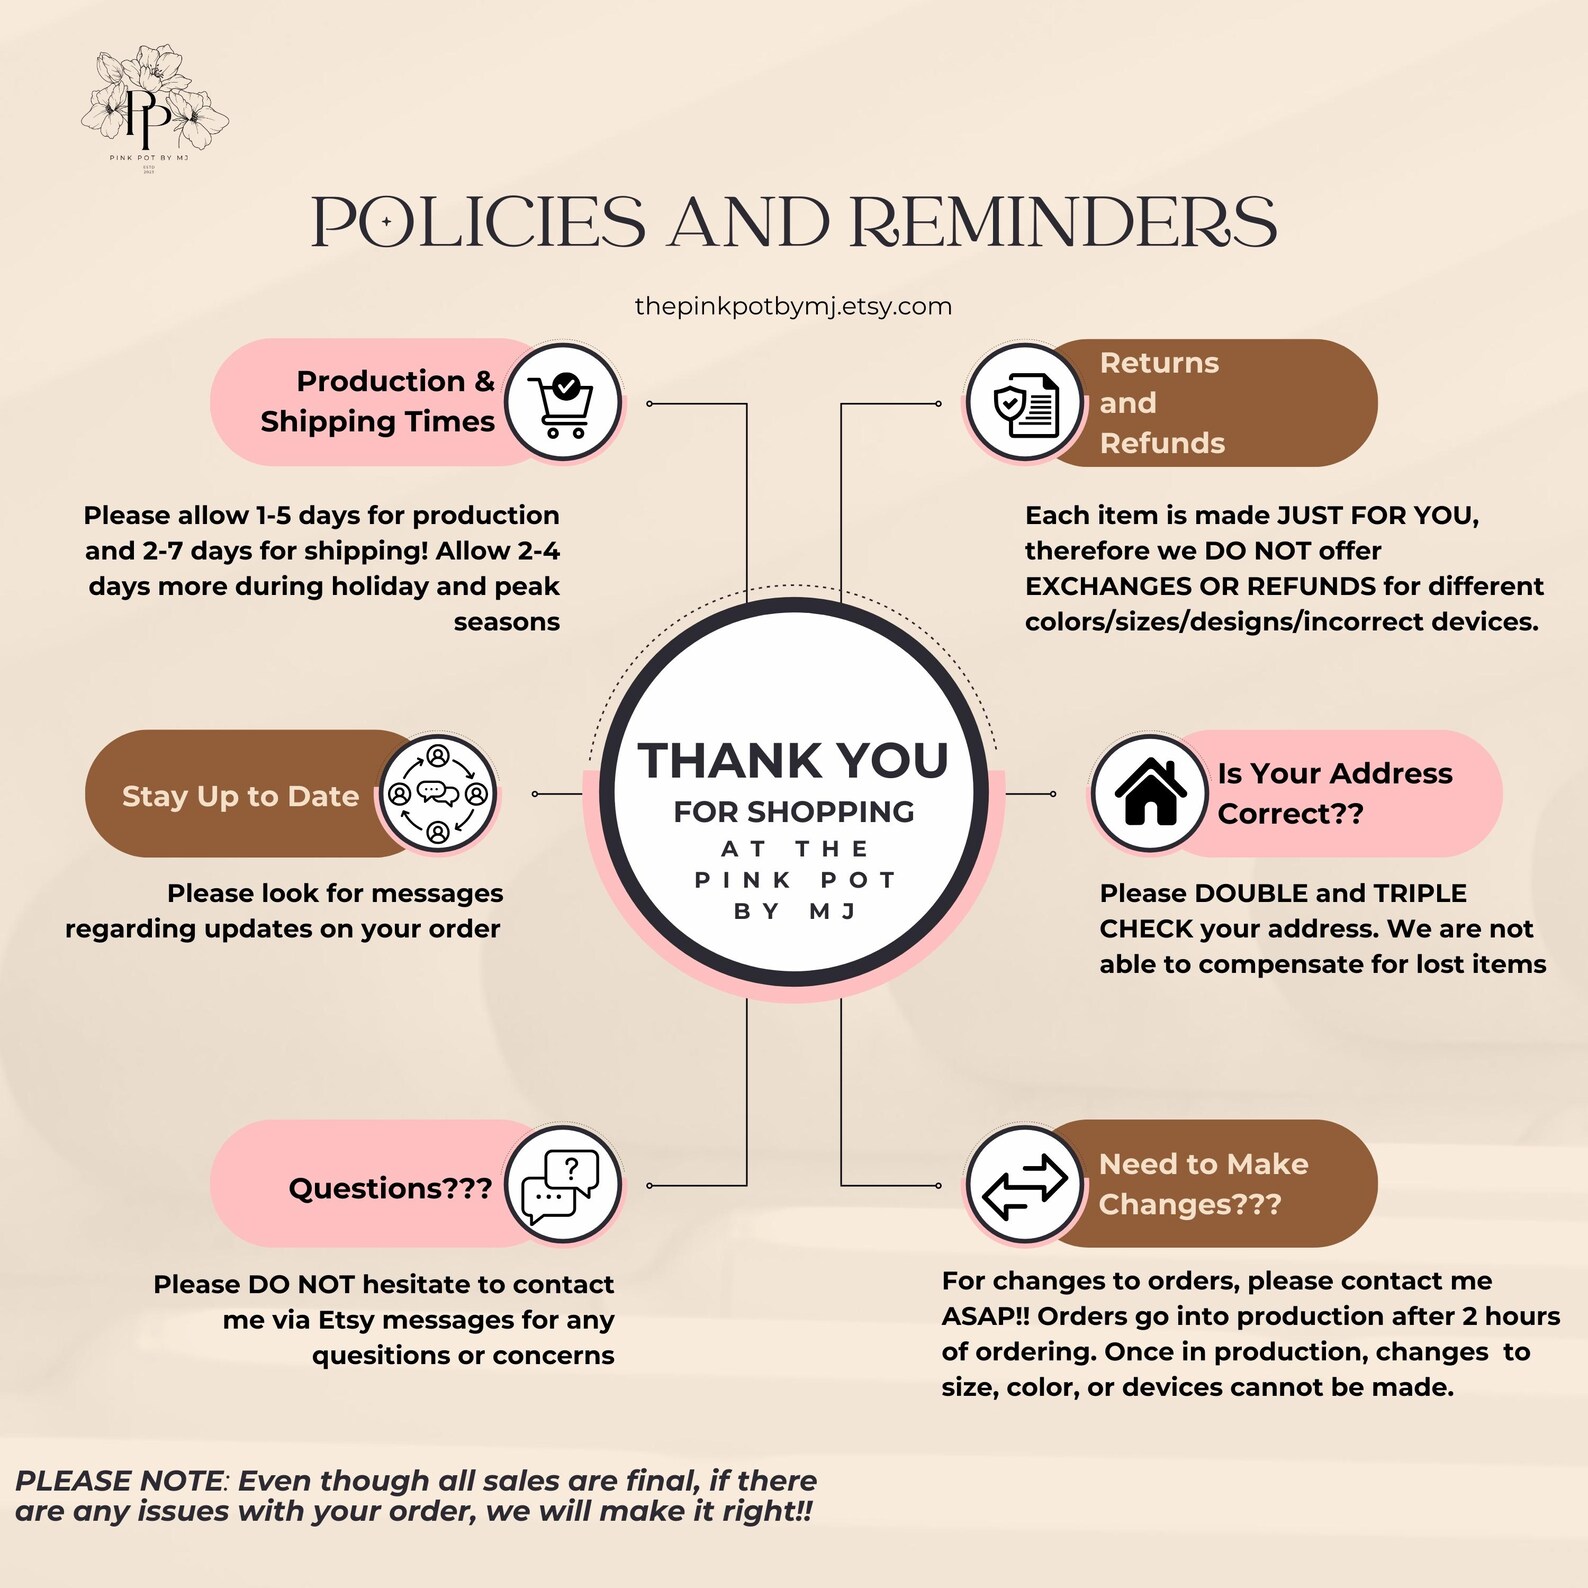 PP
PINK POT BY MJ
ESTD
POLICIES AND REMINDERS
thepinkpotbymj.etsy.com
Production &
Shipping Times
Please allow 1-5 days for production
and 2-7 days for shipping! Allow 2-4
days more during holiday and peak
seasons
Returns
and
Refunds
Each item is made JUST FOR YOU,
therefore we DO NOT offer
EXCHANGES OR REFUNDS for different
colors/sizes/designs/incorrect devices.
Stay Up to Date
Please look for messages
regarding updates on your order
THANK YOU
FOR SHOPPING
AT THE
PINK POT
BY MJ
Is Your Address
Correct??
Please DOUBLE and TRIPLE
CHECK your address. We are not
able to compensate for lost items
Questions???
?
Please DO NOT hesitate to contact
me via Etsy messages for any
quesitions or concerns
Need to Make
Changes???
For changes to orders, please contact me
ASAP!! Orders go into production after 2 hours
of ordering. Once in production, changes  to
size, color, or devices cannot be made.
PLEASE NOTE: Even though all sales are final, if there
are any issues with your order, we will make it right!!